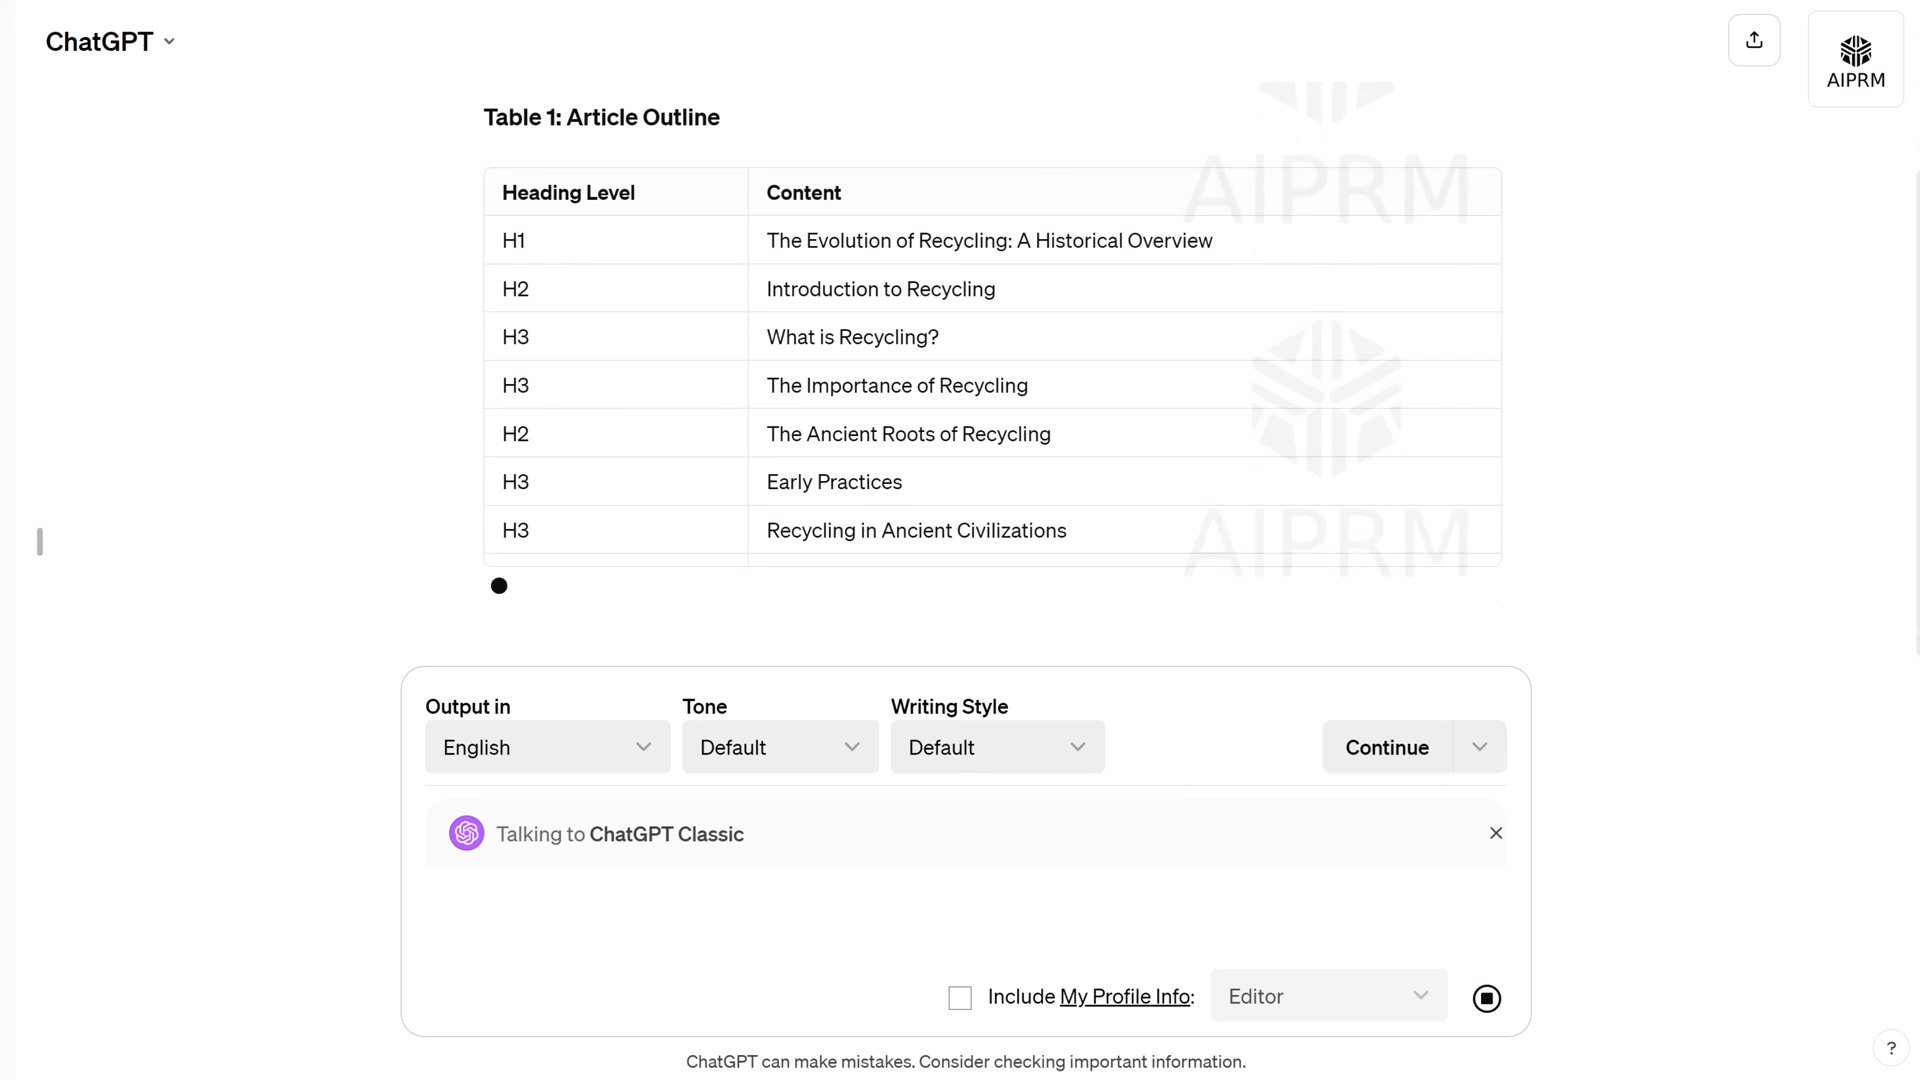 ChatGPT
AIPRM
Table 1: Article Outline
AIPRM
Heading Level Content
H1 The Evolution of Recycling: A Historical Overview
H2 Introduction to Recycling
H3 What is Recycling?
H3 The Importance of Recycling
H2 The Ancient Roots of Recycling
H3 Early Practices
H3 Recycling in Ancient Civilizations
AIPRM
Output in Tone Writing Style
English Default Default Continue
Talking to ChatGPT Classic
Include My Profile Info: Editor
ChatGPT can make mistakes. Consider checking important information.
?